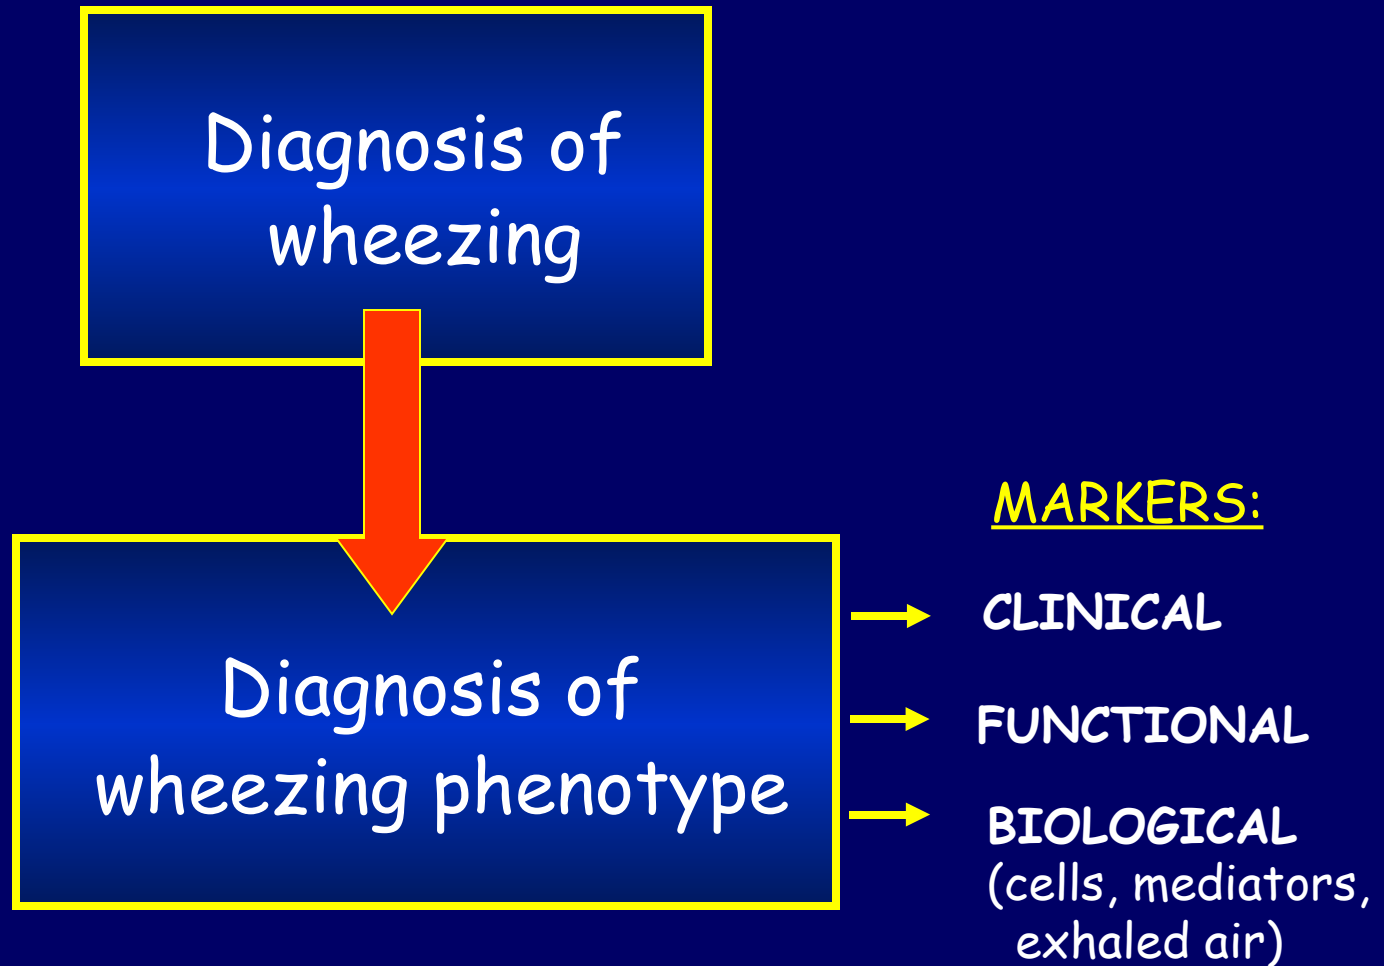 Diagnosis of
wheezing
Diagnosis of
wheezing phenotype
MARKERS:
CLINICAL
FUNCTIONAL
BIOLOGICAL
(cells, mediators,
exhaled air)